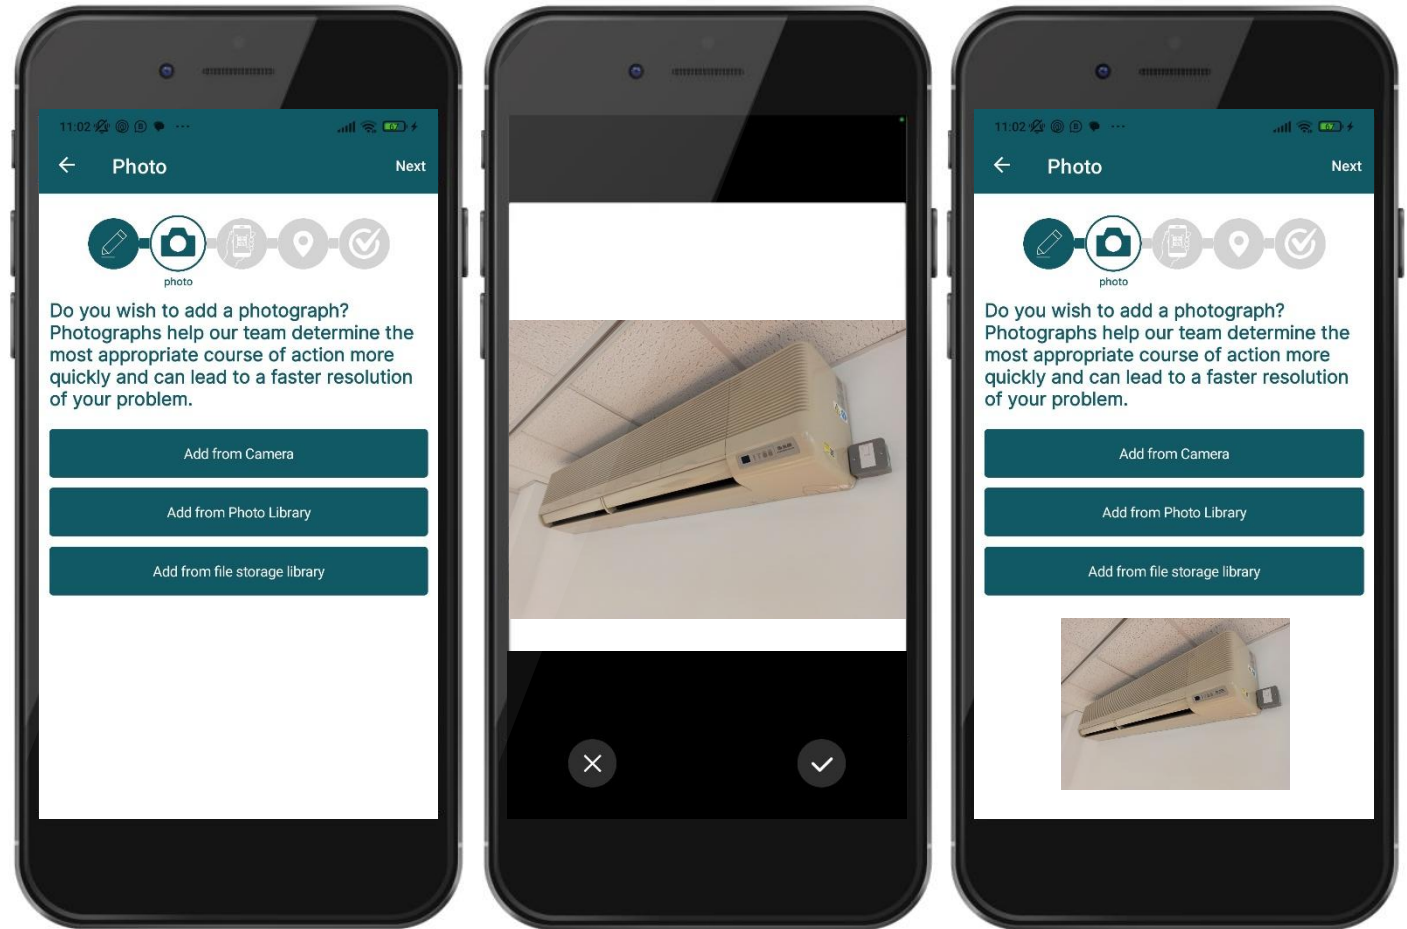 11:02
67
Photo
Next
photo
Do you wish to add a photograph?
Photographs help our team determine the
most appropriate course of action more
quickly and can lead to a faster resolution
of your problem.
Add from Camera
Add from Photo Library
Add from file storage library
11:02
67
Photo
Next
photo
Do you wish to add a photograph?
Photographs help our team determine the
most appropriate course of action more
quickly and can lead to a faster resolution
of your problem.
Add from Camera
Add from Photo Library
Add from file storage library